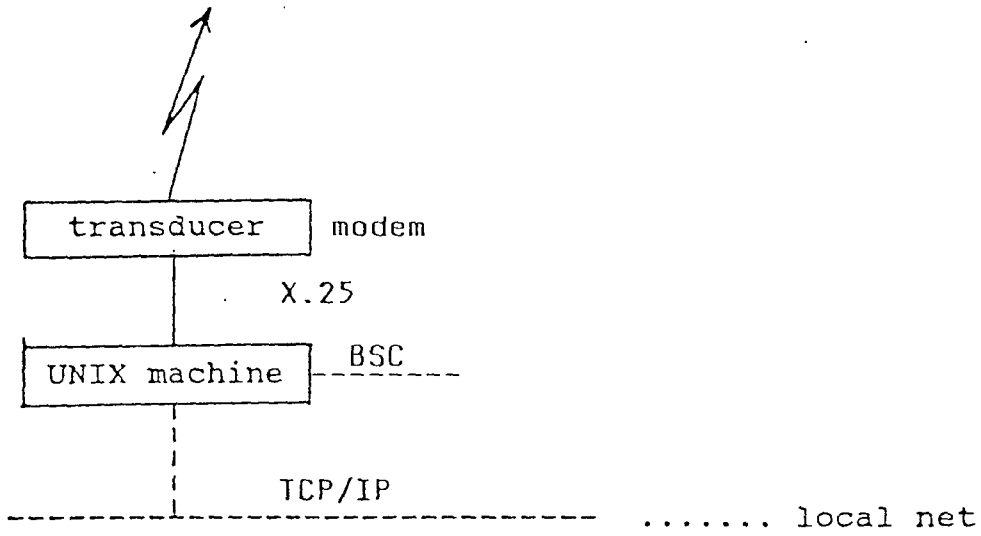 transducer modem
X.25
BSC
UNIX machine
TCP/IP
....... local net